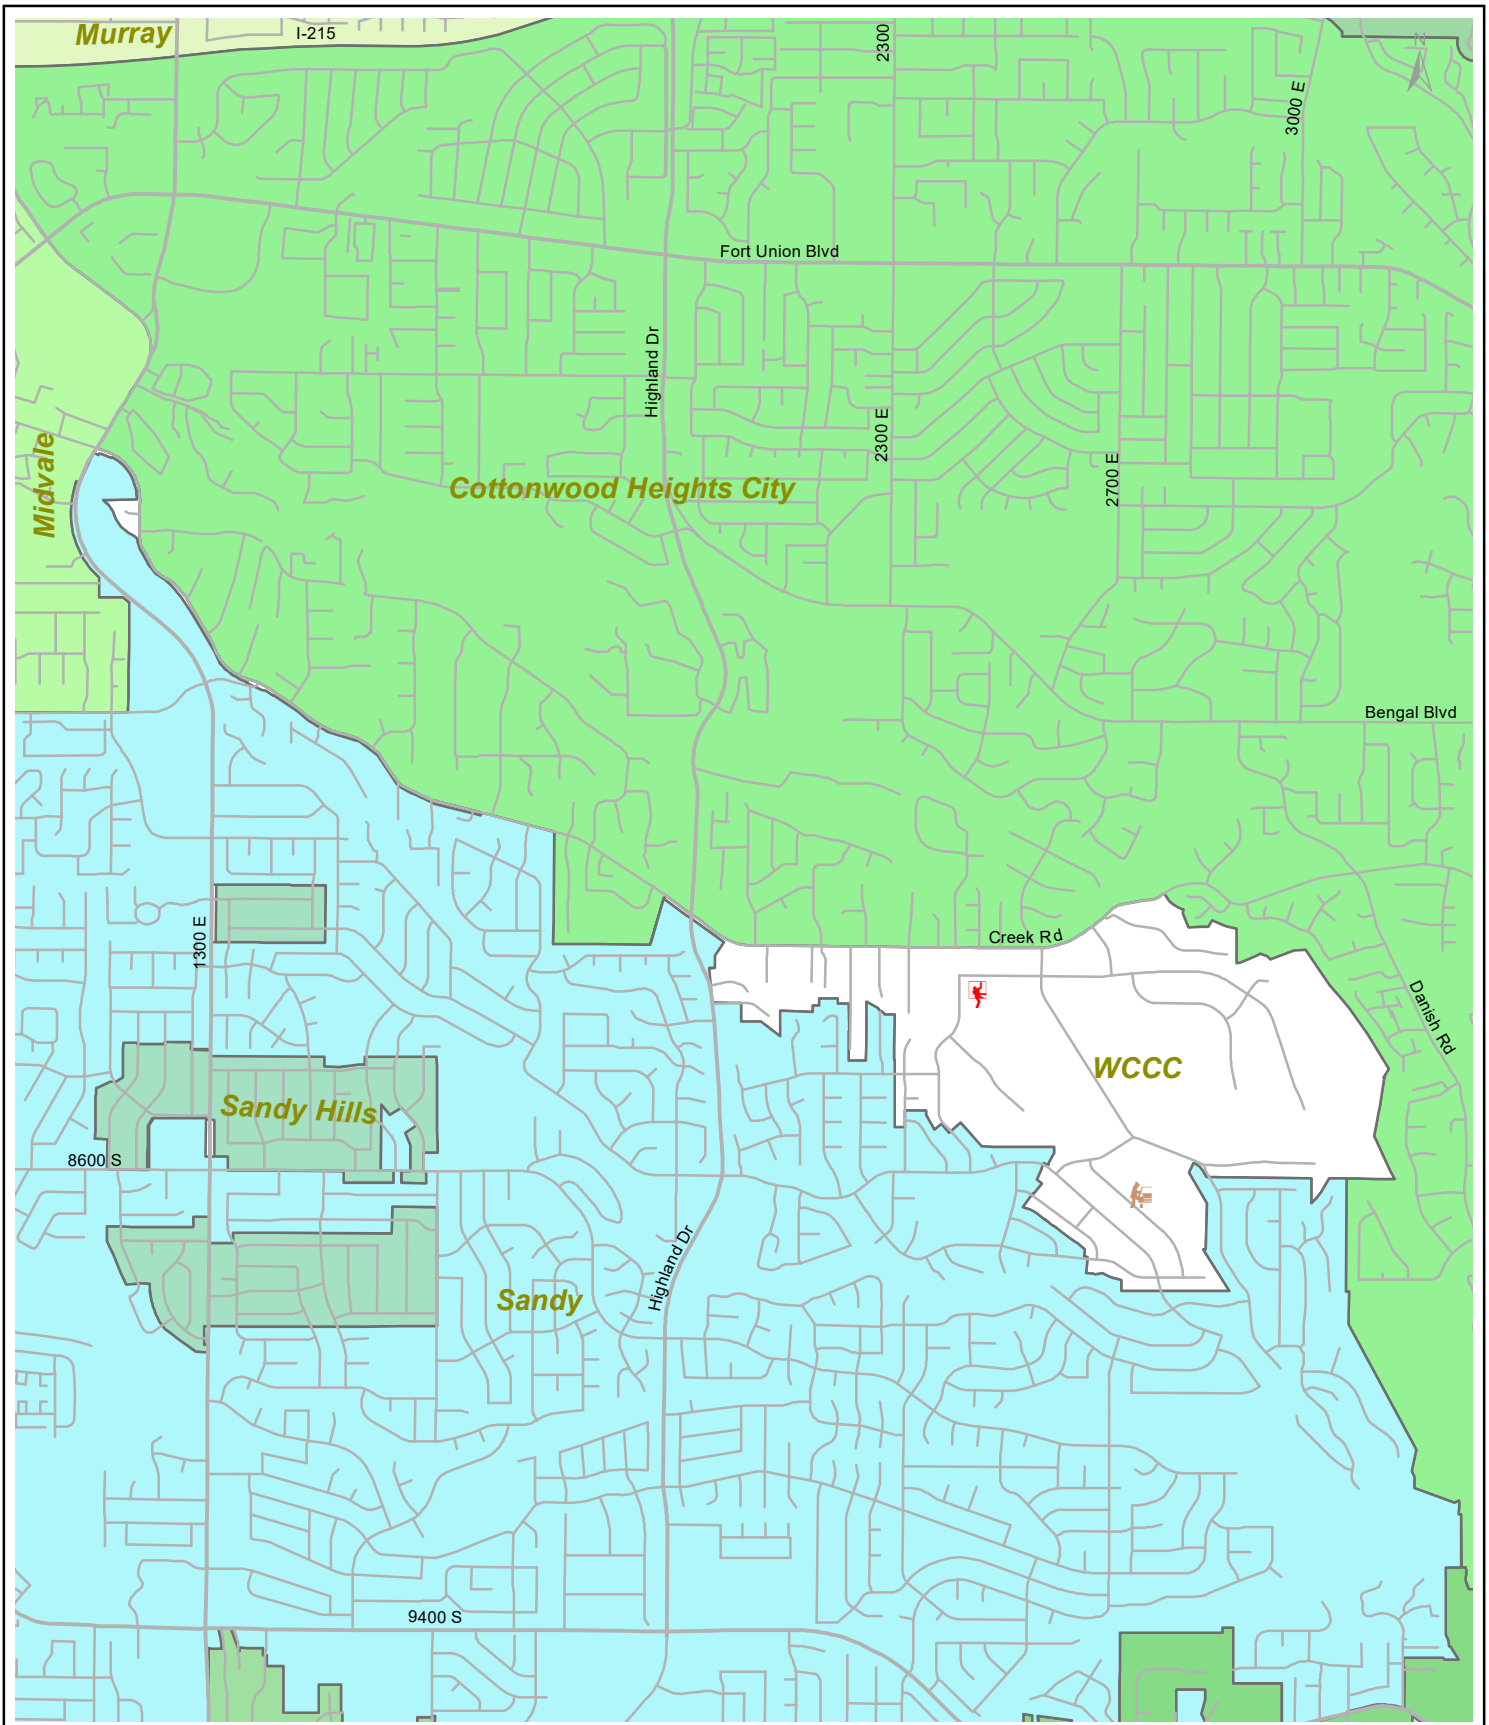 Murray
I-215
2300
N
3000 E
Fort Union Blvd
Highland Dr
2300 E
Midvale
2700 E
Cottonwood Heights City
Bengal Blvd
1300 E
Creek Rd
Danish Rd
WCCC
Sandy Hills
8600 S
Highland Dr
Sandy
9400 S